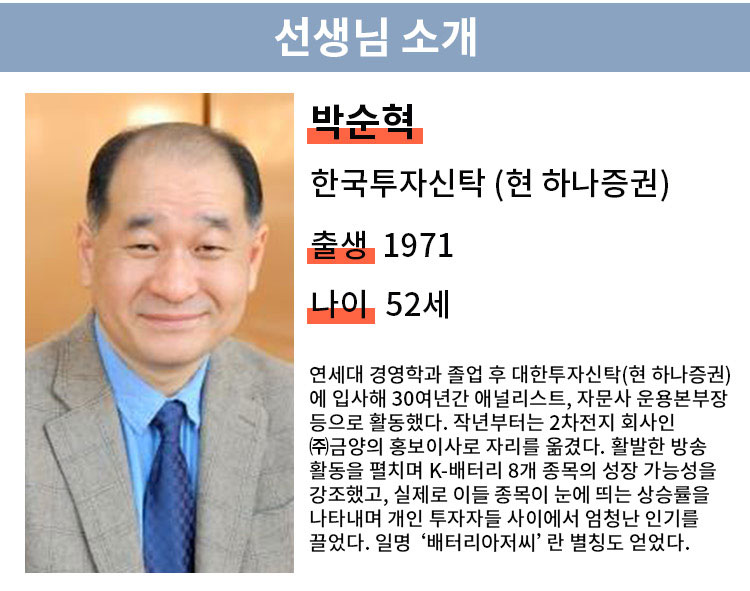 선생님 소개
박순혁
한국투자신탁 (현 하나증권)
출생 1971
나이 52세
연세대 경영학과 졸업 후 대한투자신탁(현 하나증권)
에 입사해 30여년간 애널리스트, 자문사 운용본부장
등으로 활동했다. 작년부터는 2차전지 회사인
㈜금양의 홍보이사로 자리를 옮겼다. 활발한 방송
활동을 펼치며 K-배터리 8개 종목의 성장 가능성을
강조했고, 실제로 이들 종목이 눈에 띄는 상승률을
나타내며 개인 투자자들 사이에서 엄청난 인기를
끌었다. 일명 ‘배터리아저씨’ 란 별칭도 얻었다.